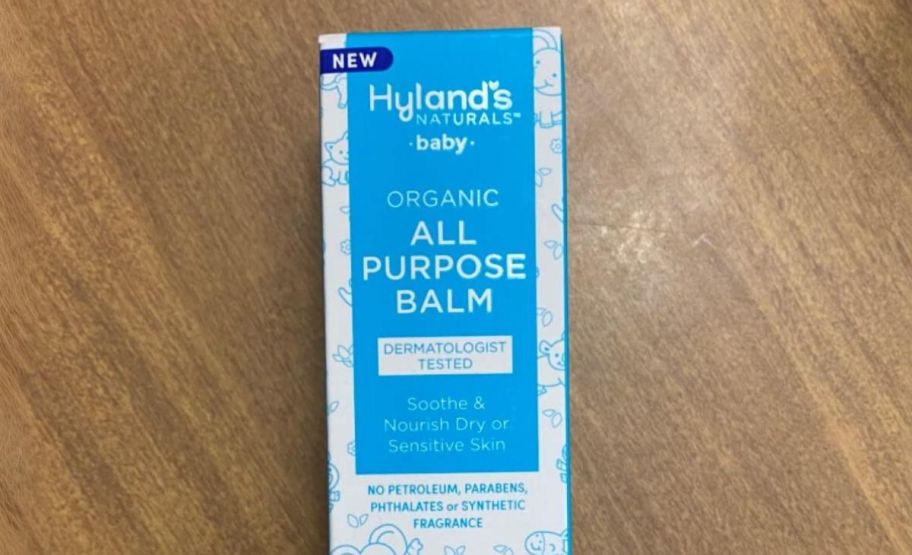 NEW
Hyland's
NATURALS™
·baby·
ORGANIC
ALL
PURPOSE
BALM
DERMATOLOGIST
TESTED
Soothe &
Nourish Dry or
Sensitive Skin
NO PETROLEUM, PARABENS,
PHTHALATES or SYNTHETIC
FRAGRANCE